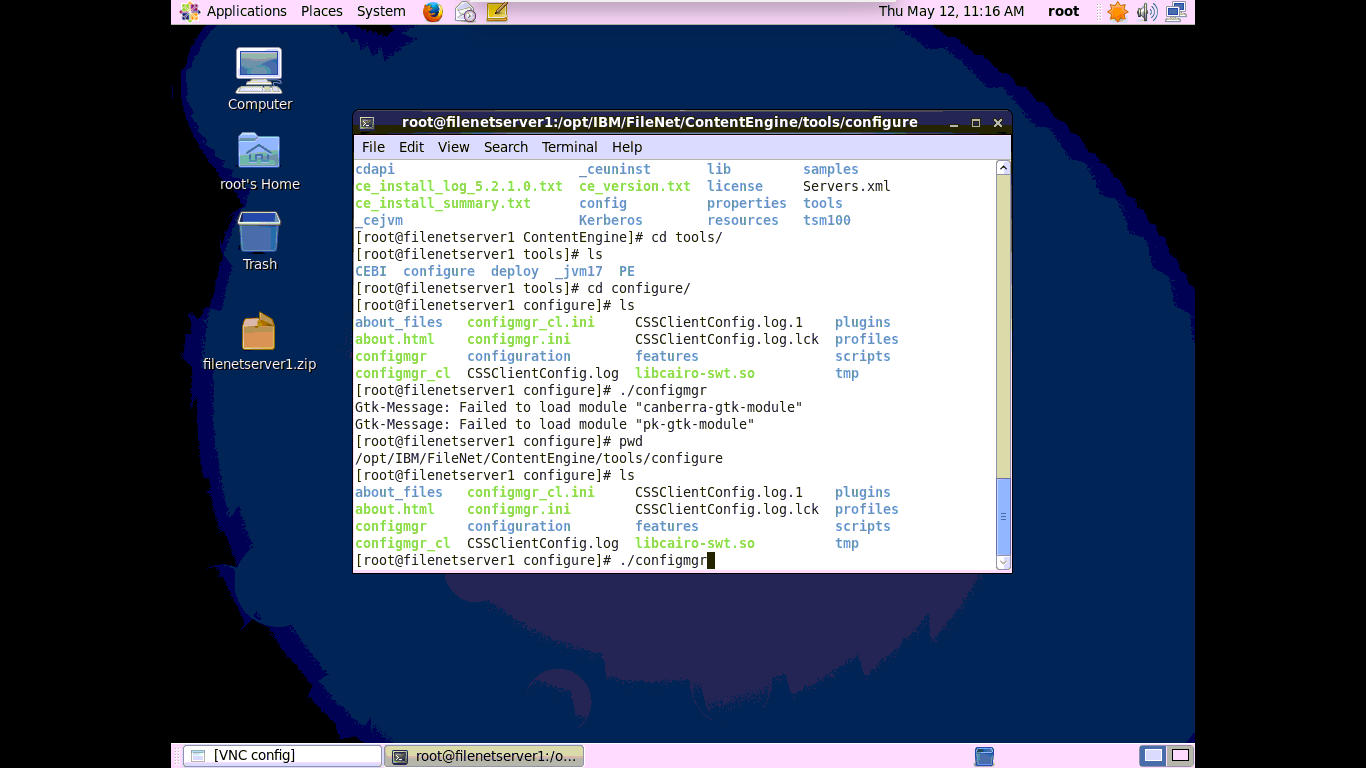 Applications Places System Thu May 12, 11:16 AM root
Computer
root's Home
Trash
filenetserver1.zip
root@filenetserver1:/opt/IBM/FileNet/ContentEngine/tools/configure
File Edit View Search Terminal Help
cdapi _ceuninst lib samples
ce_install_log_5.2.1.0.txt ce_version.txt license Servers.xml
ce_install_summary.txt config properties tools
_cejvm Kerberos resources tsm100
[root@filenetserver1 ContentEngine]# cd tools/
[root@filenetserver1 tools]# ls
CEBI configure deploy _jvm17 PE
[root@filenetserver1 tools]# cd configure/
[root@filenetserver1 configure]# ls
about_files configmgr_cl.ini CSSClientConfig.log.1 plugins
about.html configmgr.ini CSSClientConfig.log.lck profiles
configmgr configuration features scripts
configmgr_cl CSSClientConfig.log libcairo-swt.so tmp
[root@filenetserver1 configure]# ./configmgr
Gtk-Message: Failed to load module "canberra-gtk-module"
Gtk-Message: Failed to load module "pk-gtk-module"
[root@filenetserver1 configure]# pwd
/opt/IBM/FileNet/ContentEngine/tools/configure
[root@filenetserver1 configure]# ls
about_files configmgr_cl.ini CSSClientConfig.log.1 plugins
about.html configmgr.ini CSSClientConfig.log.lck profiles
configmgr configuration features scripts
configmgr_cl CSSClientConfig.log libcairo-swt.so tmp
[root@filenetserver1 configure]# ./configmgr
[VNC config] root@filenetserver1:/o...